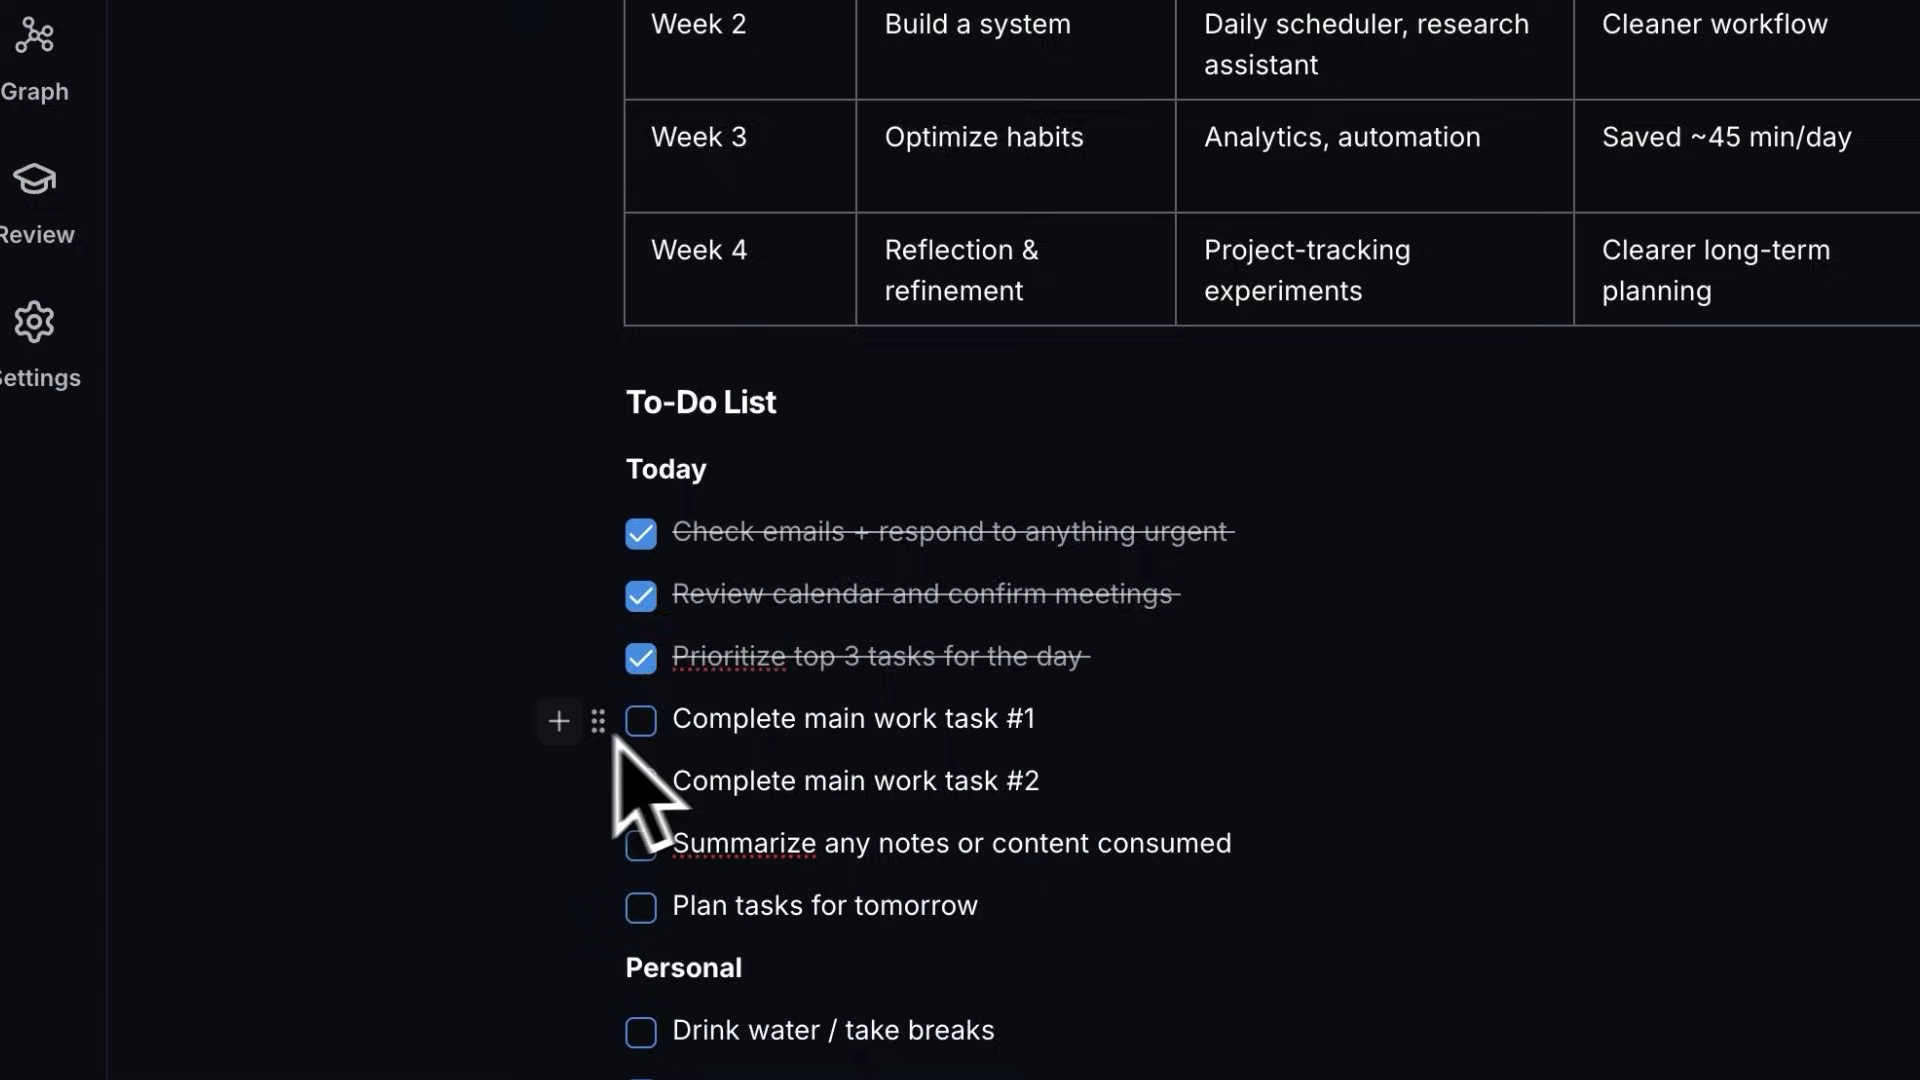 Graph
Review
Settings
Week 2
Build a system
Daily scheduler, research
assistant
Cleaner workflow
Week 3
Optimize habits
Analytics, automation
Saved ~45 min/day
Week 4
Reflection &
refinement
Project-tracking
experiments
Clearer long-term
planning
To-Do List
Today
Check emails + respond to anything urgent
Review calendar and confirm meetings
Prioritize top 3 tasks for the day
Complete main work task #1
Complete main work task #2
Summarize any notes or content consumed
Plan tasks for tomorrow
Personal
Drink water / take breaks